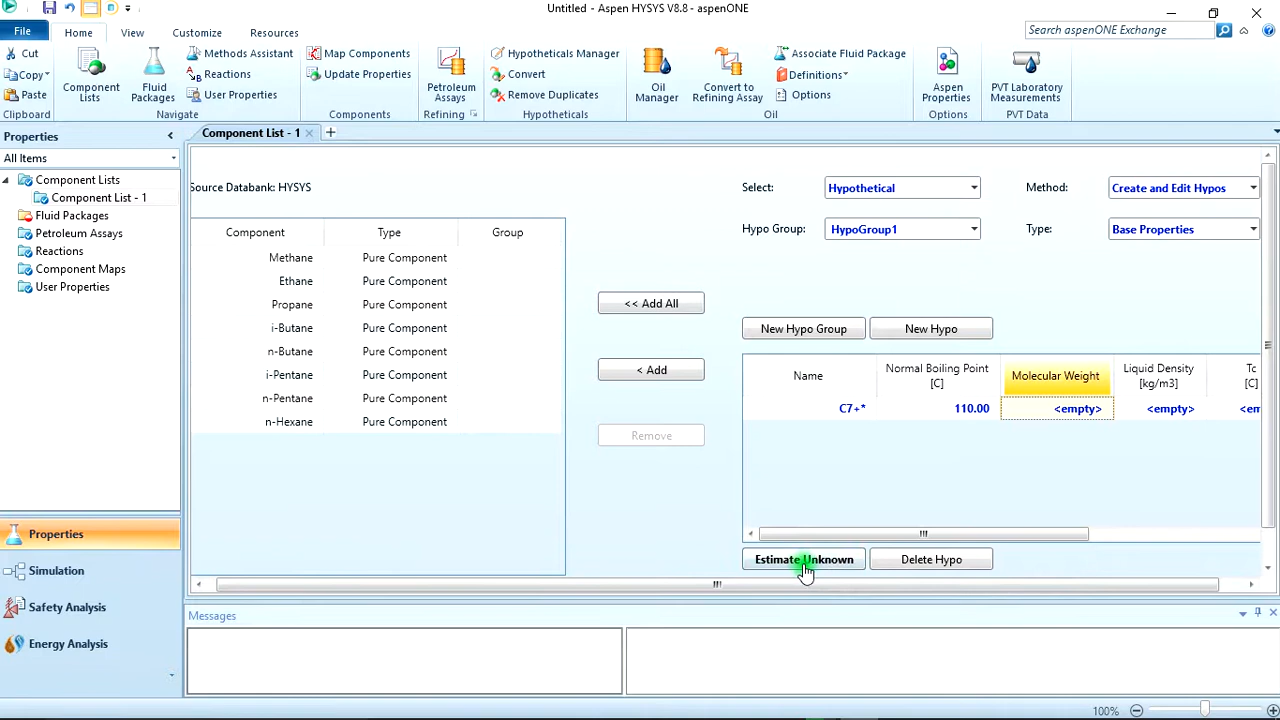 Untitled - Aspen HYSYS V8.8 - aspenONE
File
Home
View
Customize
Resources
Search aspenONE Exchange
Cut
Copy
Paste
Clipboard
Component Lists
Fluid Packages
Methods Assistant
Reactions
User Properties
Navigate
Map Components
Update Properties
Components
Petroleum Assays
Refining
Hypotheticals Manager
Convert
Remove Duplicates
Hypotheticals
Oil Manager
Convert to Refining Assay
Associate Fluid Package
Definitions
Options
Oil
Aspen Properties
Options
PVT Laboratory Measurements
PVT Data
Properties
All Items
Component Lists
Component List - 1
Fluid Packages
Petroleum Assays
Reactions
Component Maps
User Properties
Properties
Simulation
Safety Analysis
Energy Analysis
Component List - 1
Source Databank: HYSYS
Component Type Group
Methane Pure Component
Ethane Pure Component
Propane Pure Component
i-Butane Pure Component
n-Butane Pure Component
i-Pentane Pure Component
n-Pentane Pure Component
n-Hexane Pure Component
<< Add All
< Add
Remove
Select: Hypothetical Method: Create and Edit Hypos
Hypo Group: HypoGroup1 Type: Base Properties
New Hypo Group New Hypo
Name Normal Boiling Point [C] Molecular Weight Liquid Density [kg/m3] Tc [C]
C7+* 110.00 <empty> <empty> <em
Estimate Unknown Delete Hypo
Messages
100%